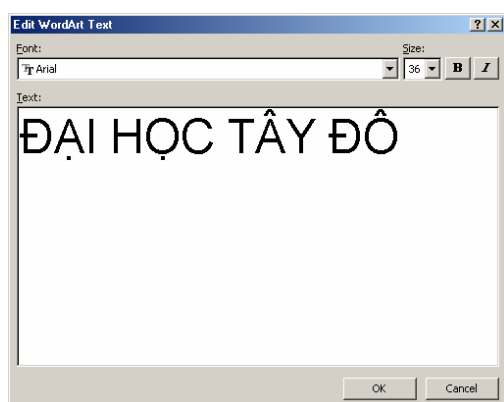 Edit WordArt Text
Font:
Size:
Arial
36
B
I
Text:
ĐẠI HỌC TÂY ĐÔ
OK
Cancel